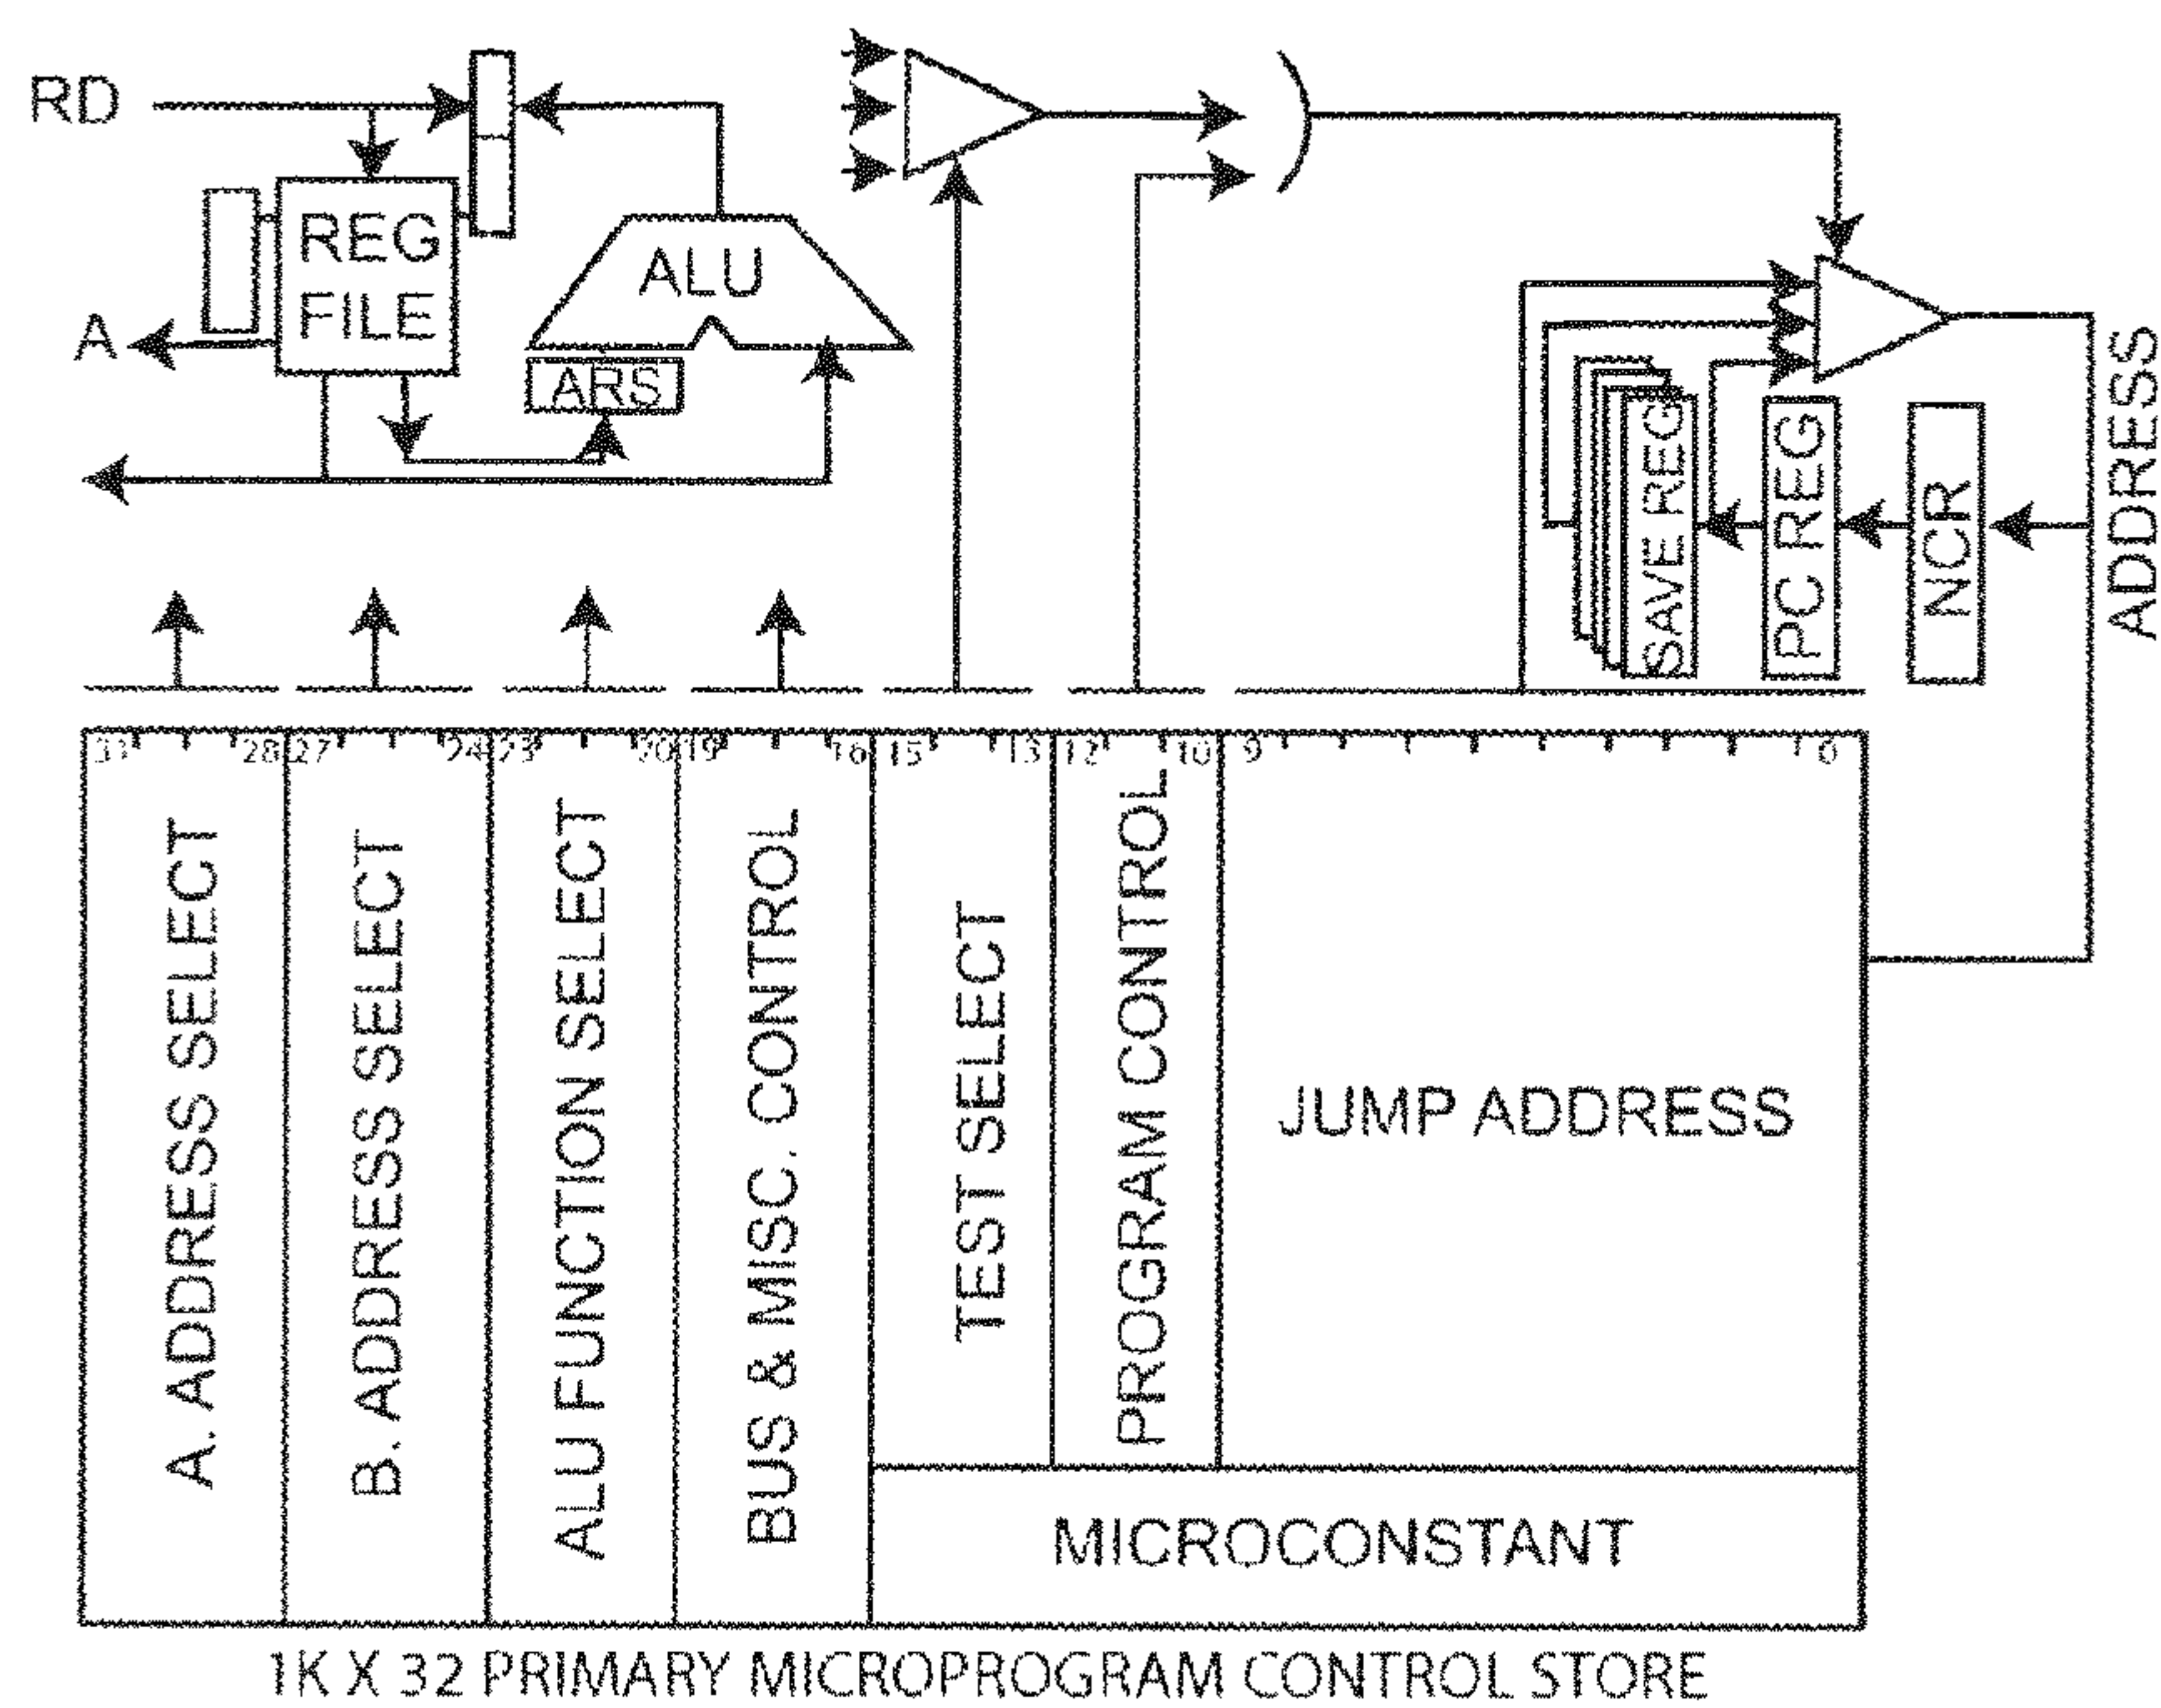 RD
REG
FILE
ALU
A
ARS
SAVE REG
PC REG
NCR
ADDRESS
31 28 27 24 23 20 19 16 15 13 12 10 9 0
A. ADDRESS SELECT
B. ADDRESS SELECT
ALU FUNCTION SELECT
BUS & MISC. CONTROL
TEST SELECT
PROGRAM CONTROL
JUMP ADDRESS
MICROCONSTANT
1K X 32 PRIMARY MICROPROGRAM CONTROL STORE